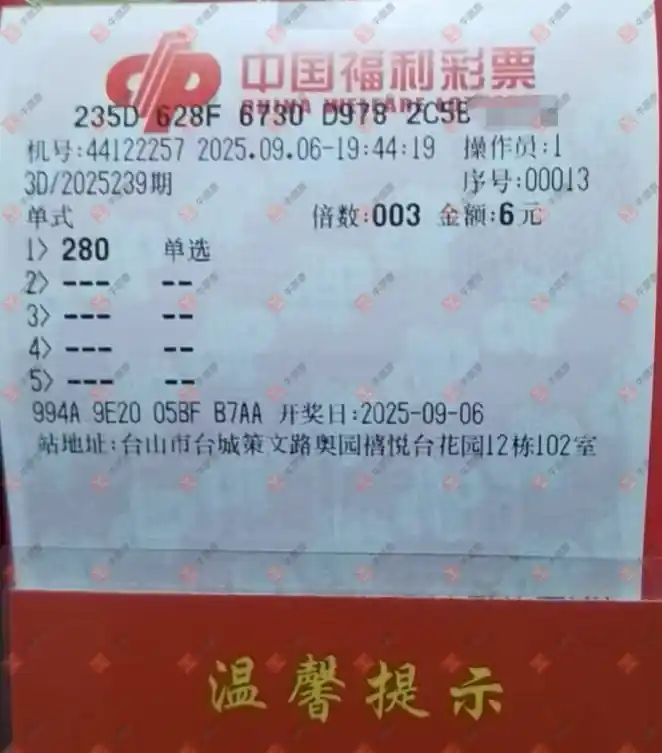 中国福利彩票
CHINA WELFARE LO
235D 628F 6730 D978 2C5B
机号:44122257 2025.09.06-19:44:19 操作员:1
3D/2025239期 序号:00013
单式 倍数:003 金额:6元
1> 280 单选
2> --- --
3> --- --
4> --- --
5> --- --
994A 9E20 05BF B7AA 开奖日:2025-09-06
站地址:台山市台城策文路奥园禧悦台花园12栋102室
温馨提示